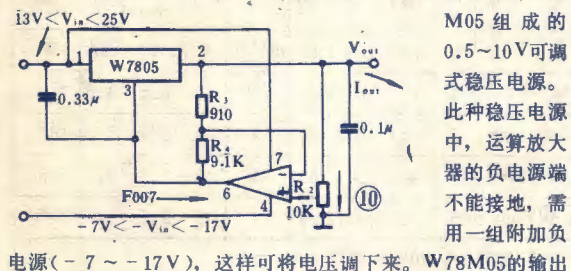 13V<Vin<25V
1
W7805
2
3
0.33μ
R3
910
R4
9.1K
7
-
6
4
F007
R2
10K
Vout
Iout
0.1μ
⑩
-7V<-Vin<-17V
M05组成的
0.5~10V可调
式稳压电源。
此种稳压电源
中，运算放大
器的负电源端
不能接地，需
用一组附加负
电源(-7~-17V)，这样可将电压调下来。W78M05的输出